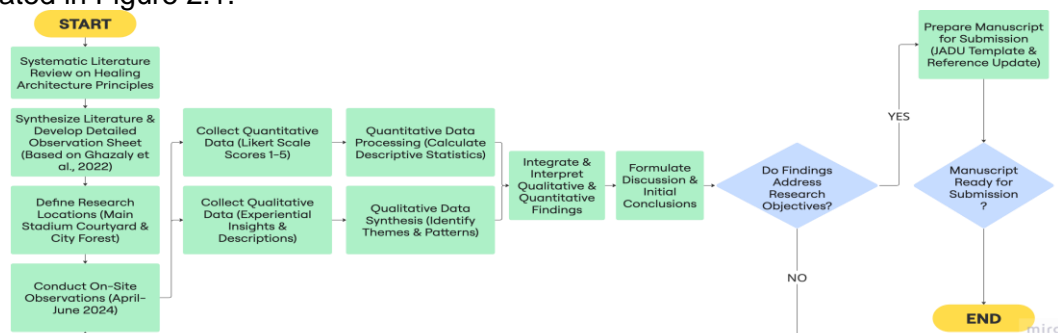 ated in Figure 2.1.
START
Systematic Literature
Review on Healing
Architecture Principles
Synthesize Literature &
Develop Detailed
Observation Sheet
(Based on Ghazaly et
al., 2022)
Define Research
Locations (Main
Stadium Courtyard &
City Forest)
Conduct On-Site
Observations (April-
June 2024)
Collect Quantitative
Data (Likert Scale
Scores 1-5)
Collect Qualitative
Data (Experiential
Insights &
Descriptions)
Quantitative Data
Processing (Calculate
Descriptive Statistics)
Qualitative Data
Synthesis (Identify
Themes & Patterns)
Integrate &
Interpret
Qualitative &
Quantitative
Findings
Formulate
Discussion &
Initial
Conclusions
Do Findings
Address
Research
Objectives?
YES
NO
Prepare Manuscript
for Submission
(JADU Template &
Reference Update)
Manuscript
Ready for
Submission
?
END
miro